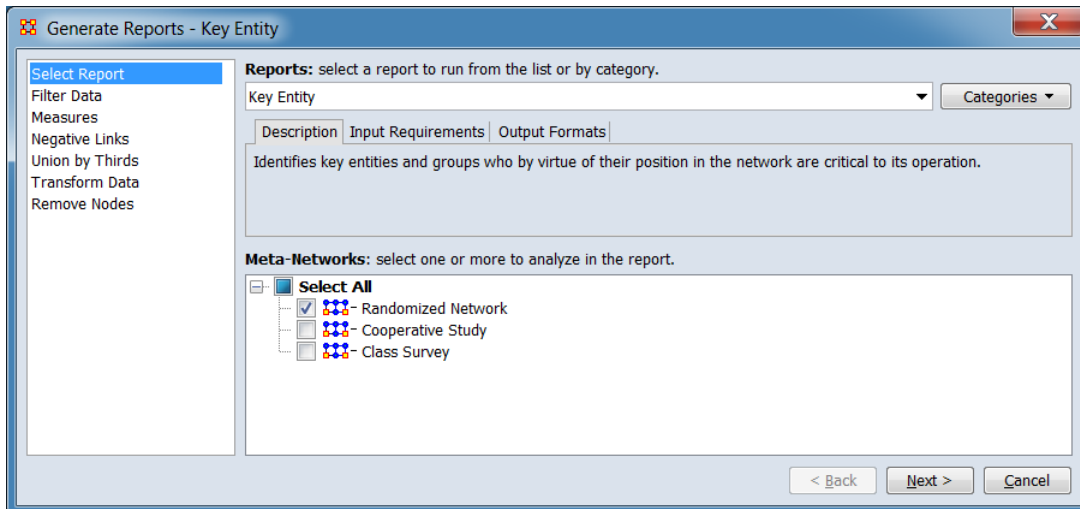 Generate Reports - Key Entity
X
Select Report
Filter Data
Measures
Negative Links
Union by Thirds
Transform Data
Remove Nodes
Reports: select a report to run from the list or by category.
Key Entity
Categories
Description Input Requirements Output Formats
Identifies key entities and groups who by virtue of their position in the network are critical to its operation.
Meta-Networks: select one or more to analyze in the report.
Select All
Randomized Network
Cooperative Study
Class Survey
< Back Next > Cancel